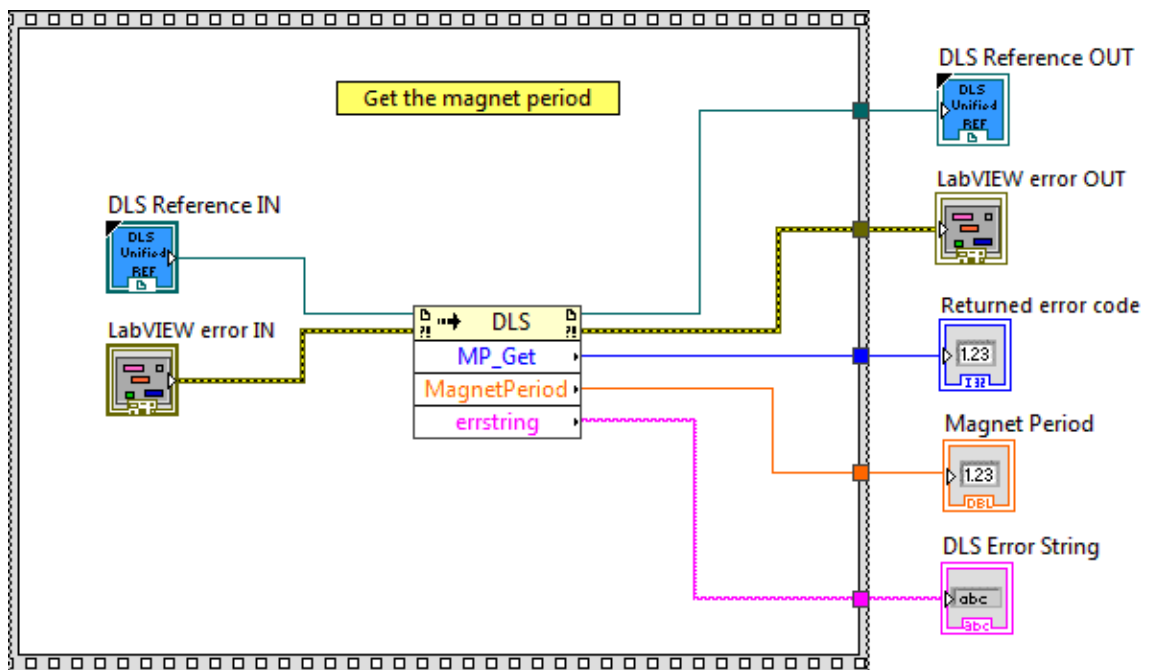 Get the magnet period
DLS Reference IN
DLS
Unified
REF
LabVIEW error IN
?!
DLS
?!
MP_Get
MagnetPeriod
errstring
DLS Reference OUT
DLS
Unified
REF
LabVIEW error OUT
Returned error code
1.23
I32
Magnet Period
1.23
DBL
DLS Error String
abc
abc